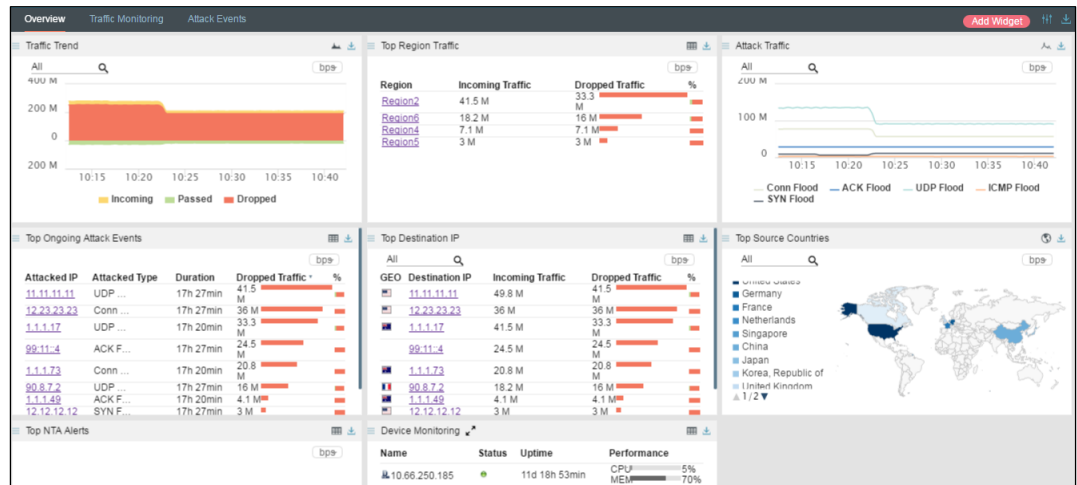 Overview Traffic Monitoring Attack Events Add Widget
Traffic Trend
All
bps
400 M
200 M
0
200 M
10:15 10:20 10:25 10:30 10:35 10:40
Incoming Passed Dropped
Top Region Traffic
bps
Region Incoming Traffic Dropped Traffic %
Region2 41.5 M 33.3 M
Region6 18.2 M 16 M
Region4 7.1 M 7.1 M
Region5 3 M 3 M
Attack Traffic
All
bps
200 M
100 M
0
10:15 10:20 10:25 10:30 10:35 10:40
Conn Flood ACK Flood UDP Flood ICMP Flood
SYN Flood
Top Ongoing Attack Events
bps
Attacked IP Attacked Type Duration Dropped Traffic %
11.11.11.11 UDP ... 17h 27min 41.5 M
12.23.23.23 Conn ... 17h 27min 36 M
1.1.1.17 UDP ... 17h 20min 33.3 M
99:11::4 ACK F... 17h 27min 24.5 M
1.1.1.73 Conn ... 17h 20min 20.8 M
90.8.7.2 UDP ... 17h 27min 16 M
1.1.1.49 ACK F... 17h 20min 4.1 M
12.12.12.12 SYN F... 17h 27min 3 M
Top Destination IP
All
bps
GEO Destination IP Incoming Traffic Dropped Traffic %
11.11.11.11 49.8 M 41.5 M
12.23.23.23 36 M 36 M
1.1.1.17 41.5 M 33.3 M
99:11::4 24.5 M 24.5 M
1.1.1.73 20.8 M 20.8 M
90.8.7.2 18.2 M 16 M
1.1.1.49 4.1 M 4.1 M
12.12.12.12 3 M 3 M
Top Source Countries
All
bps
United States
Germany
France
Netherlands
Singapore
China
Japan
Korea, Republic of
United Kingdom
1/2
Top NTA Alerts
bps
Device Monitoring
Name Status Uptime Performance
10.66.250.185 11d 18h 53min CPU 5%
MEM 70%